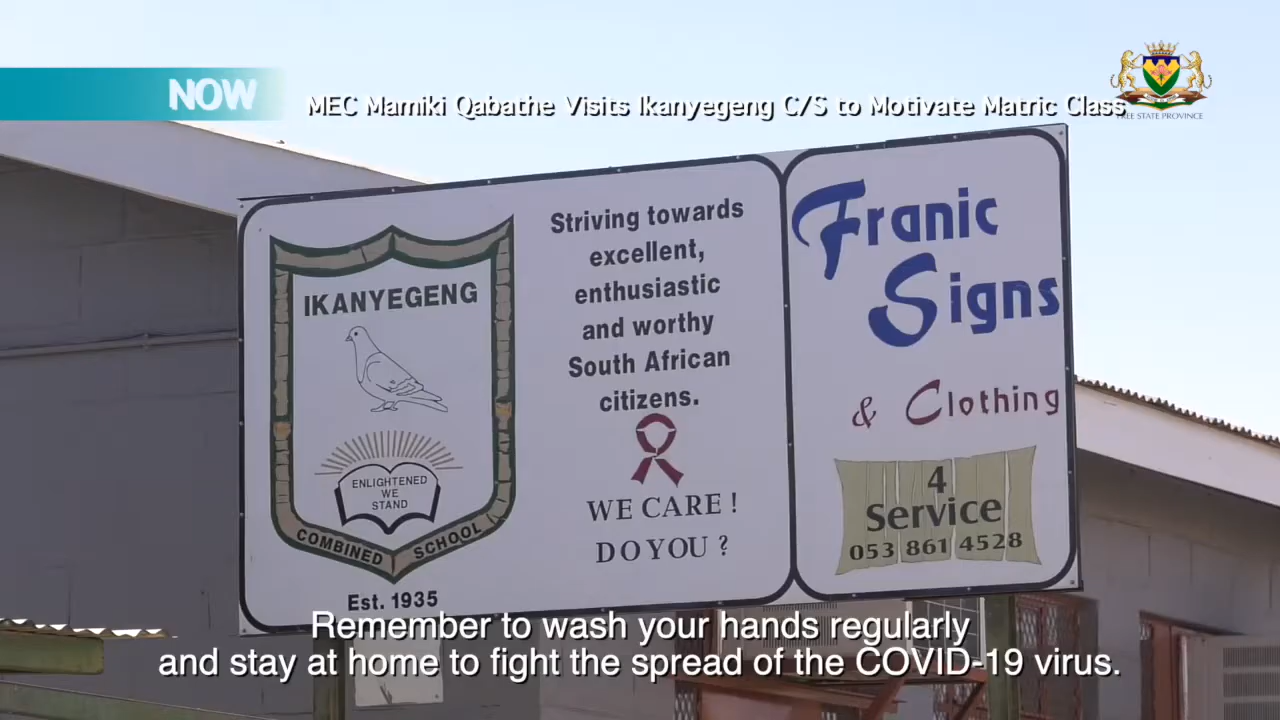 NOW
MEC Mamiki Qabathe Visits Ikanyegeng C/S to Motivate Matric Class
FREE STATE PROVINCE
IKANYEGENG
ENLIGHTENED
WE
STAND
COMBINED SCHOOL
Est. 1935
Striving towards
excellent,
enthusiastic
and worthy
South African
citizens.
WE CARE !
DO YOU ?
Franic
Signs
& Clothing
4
Service
053 861 4528
Remember to wash your hands regularly
and stay at home to fight the spread of the COVID-19 virus.